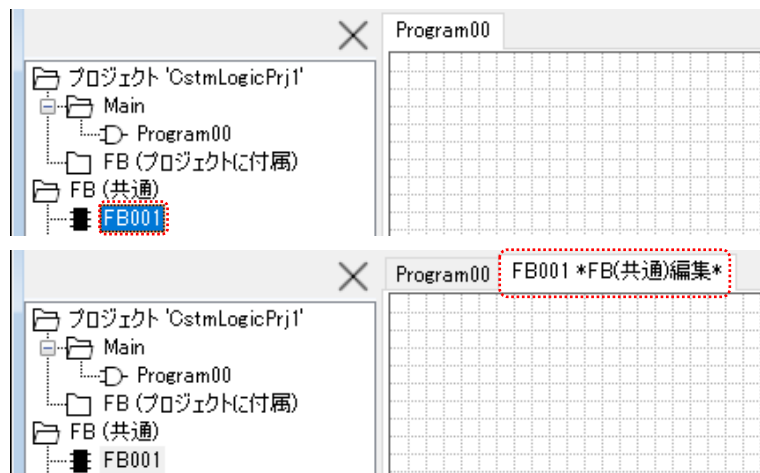 Program00
プロジェクト 'CstmLogicPrj1'
Main
Program00
FB (プロジェクトに付属)
FB (共通)
FB001
Program00 FB001 *FB(共通)編集*
プロジェクト 'CstmLogicPrj1'
Main
Program00
FB (プロジェクトに付属)
FB (共通)
FB001